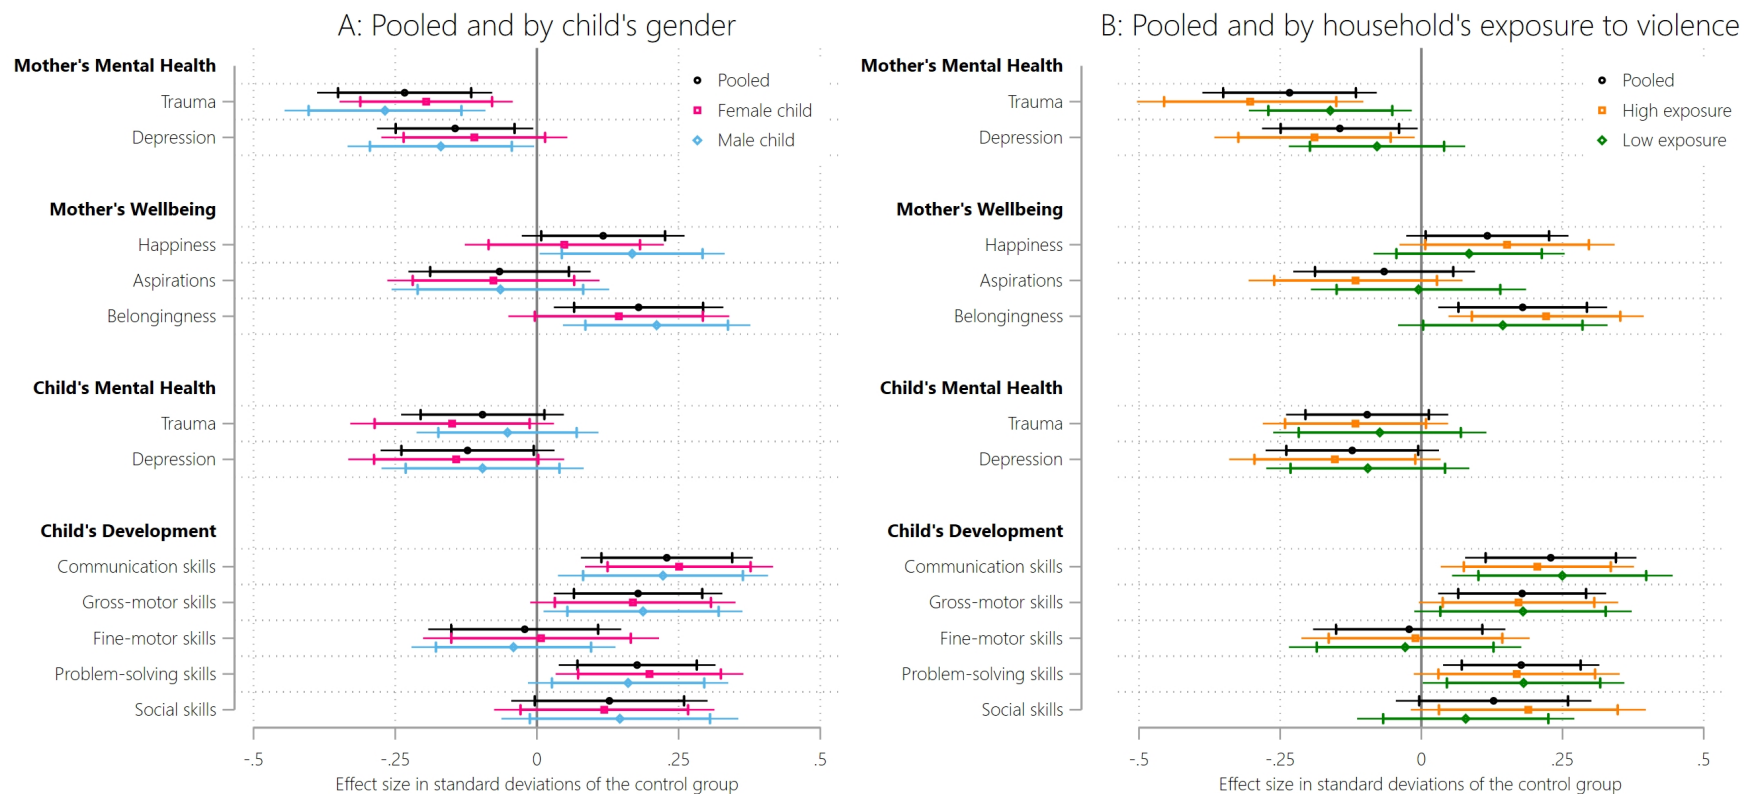 A: Pooled and by child's gender
Mother's Mental Health
Trauma
Depression
Mother's Wellbeing
Happiness
Aspirations
Belongingness
Child's Mental Health
Trauma
Depression
Child's Development
Communication skills
Gross-motor skills
Fine-motor skills
Problem-solving skills
Social skills
Pooled
Female child
Male child
-.5 -.25 0 .25 .5
Effect size in standard deviations of the control group
B: Pooled and by household's exposure to violence
Mother's Mental Health
Trauma
Depression
Mother's Wellbeing
Happiness
Aspirations
Belongingness
Child's Mental Health
Trauma
Depression
Child's Development
Communication skills
Gross-motor skills
Fine-motor skills
Problem-solving skills
Social skills
Pooled
High exposure
Low exposure
-.5 -.25 0 .25 .5
Effect size in standard deviations of the control group